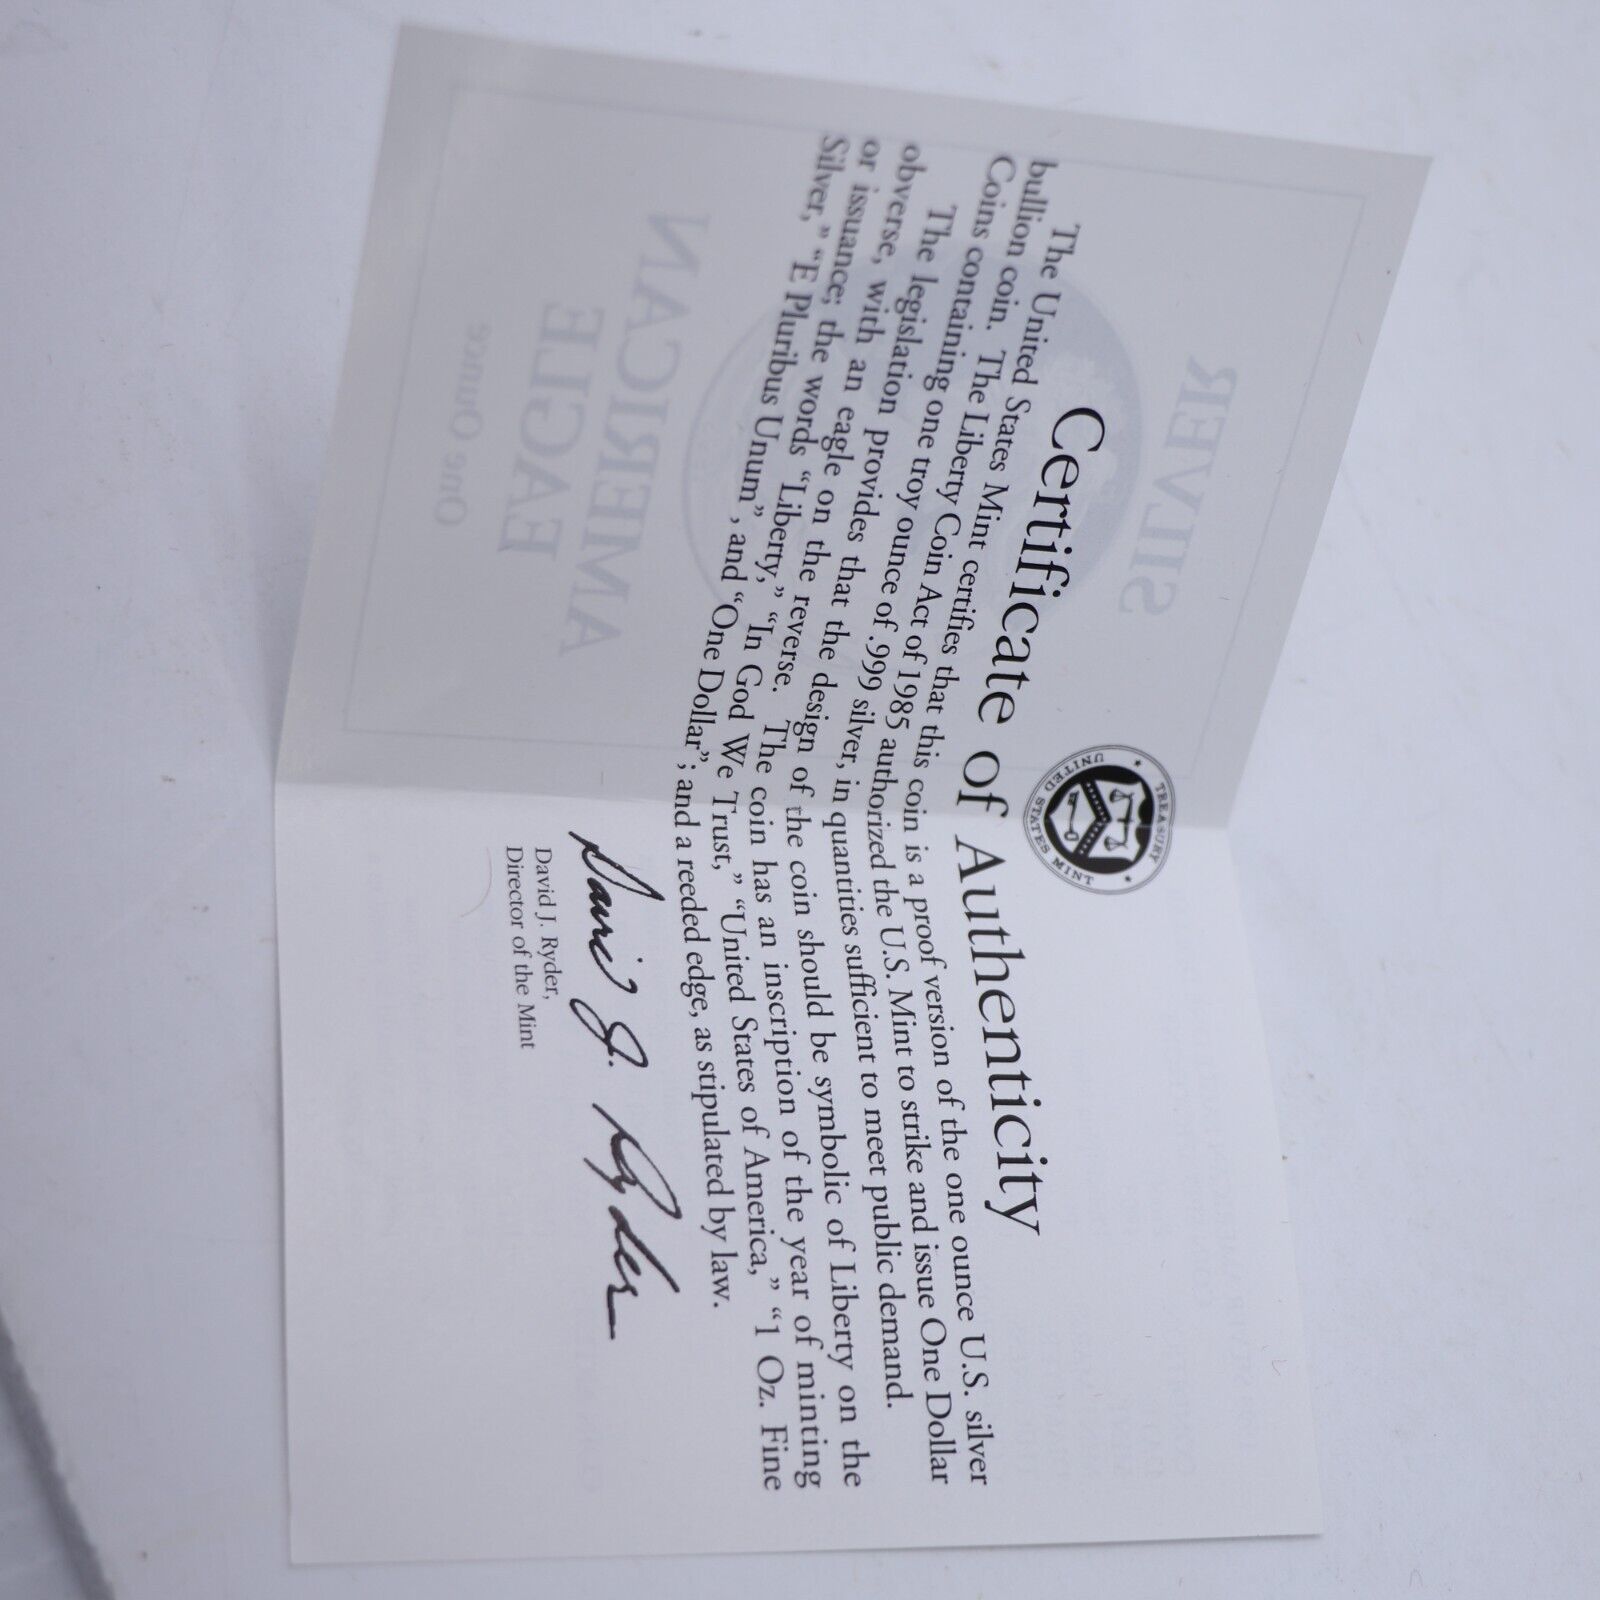 TREASURY
UNITED STATES MINT
Certificate of Authenticity
The United States Mint certifies that this coin is a proof version of the one ounce U.S. silver
bullion coin. The Liberty Coin Act of 1985 authorized the U.S. Mint to strike and issue One Dollar
Coins containing one troy ounce of .999 silver, in quantities sufficient to meet public demand.
The legislation provides that the design of the coin should be symbolic of Liberty on the
obverse, with an eagle on the reverse. The coin has an inscription of the year of minting
or issuance; the words “Liberty,” “In God We Trust,” “United States of America,” “1 Oz. Fine
Silver,” “E Pluribus Unum”, and “One Dollar”; and a reeded edge, as stipulated by law.
David J. Ryder
David J. Ryder,
Director of the Mint
SILVER
AMERICAN
EAGLE
One Ounce